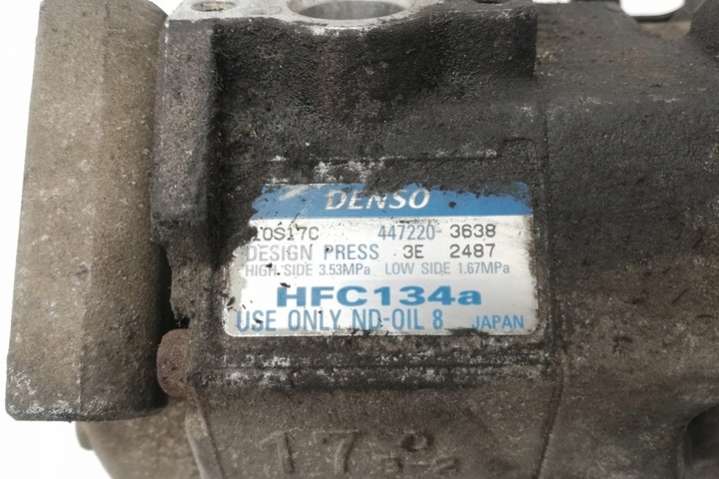 DENSO
10S17C 447220-3638
DESIGN PRESS 3E 2487
HIGH SIDE 3.53MPa LOW SIDE 1.67MPa
HFC134a
USE ONLY ND-OIL 8 JAPAN
17